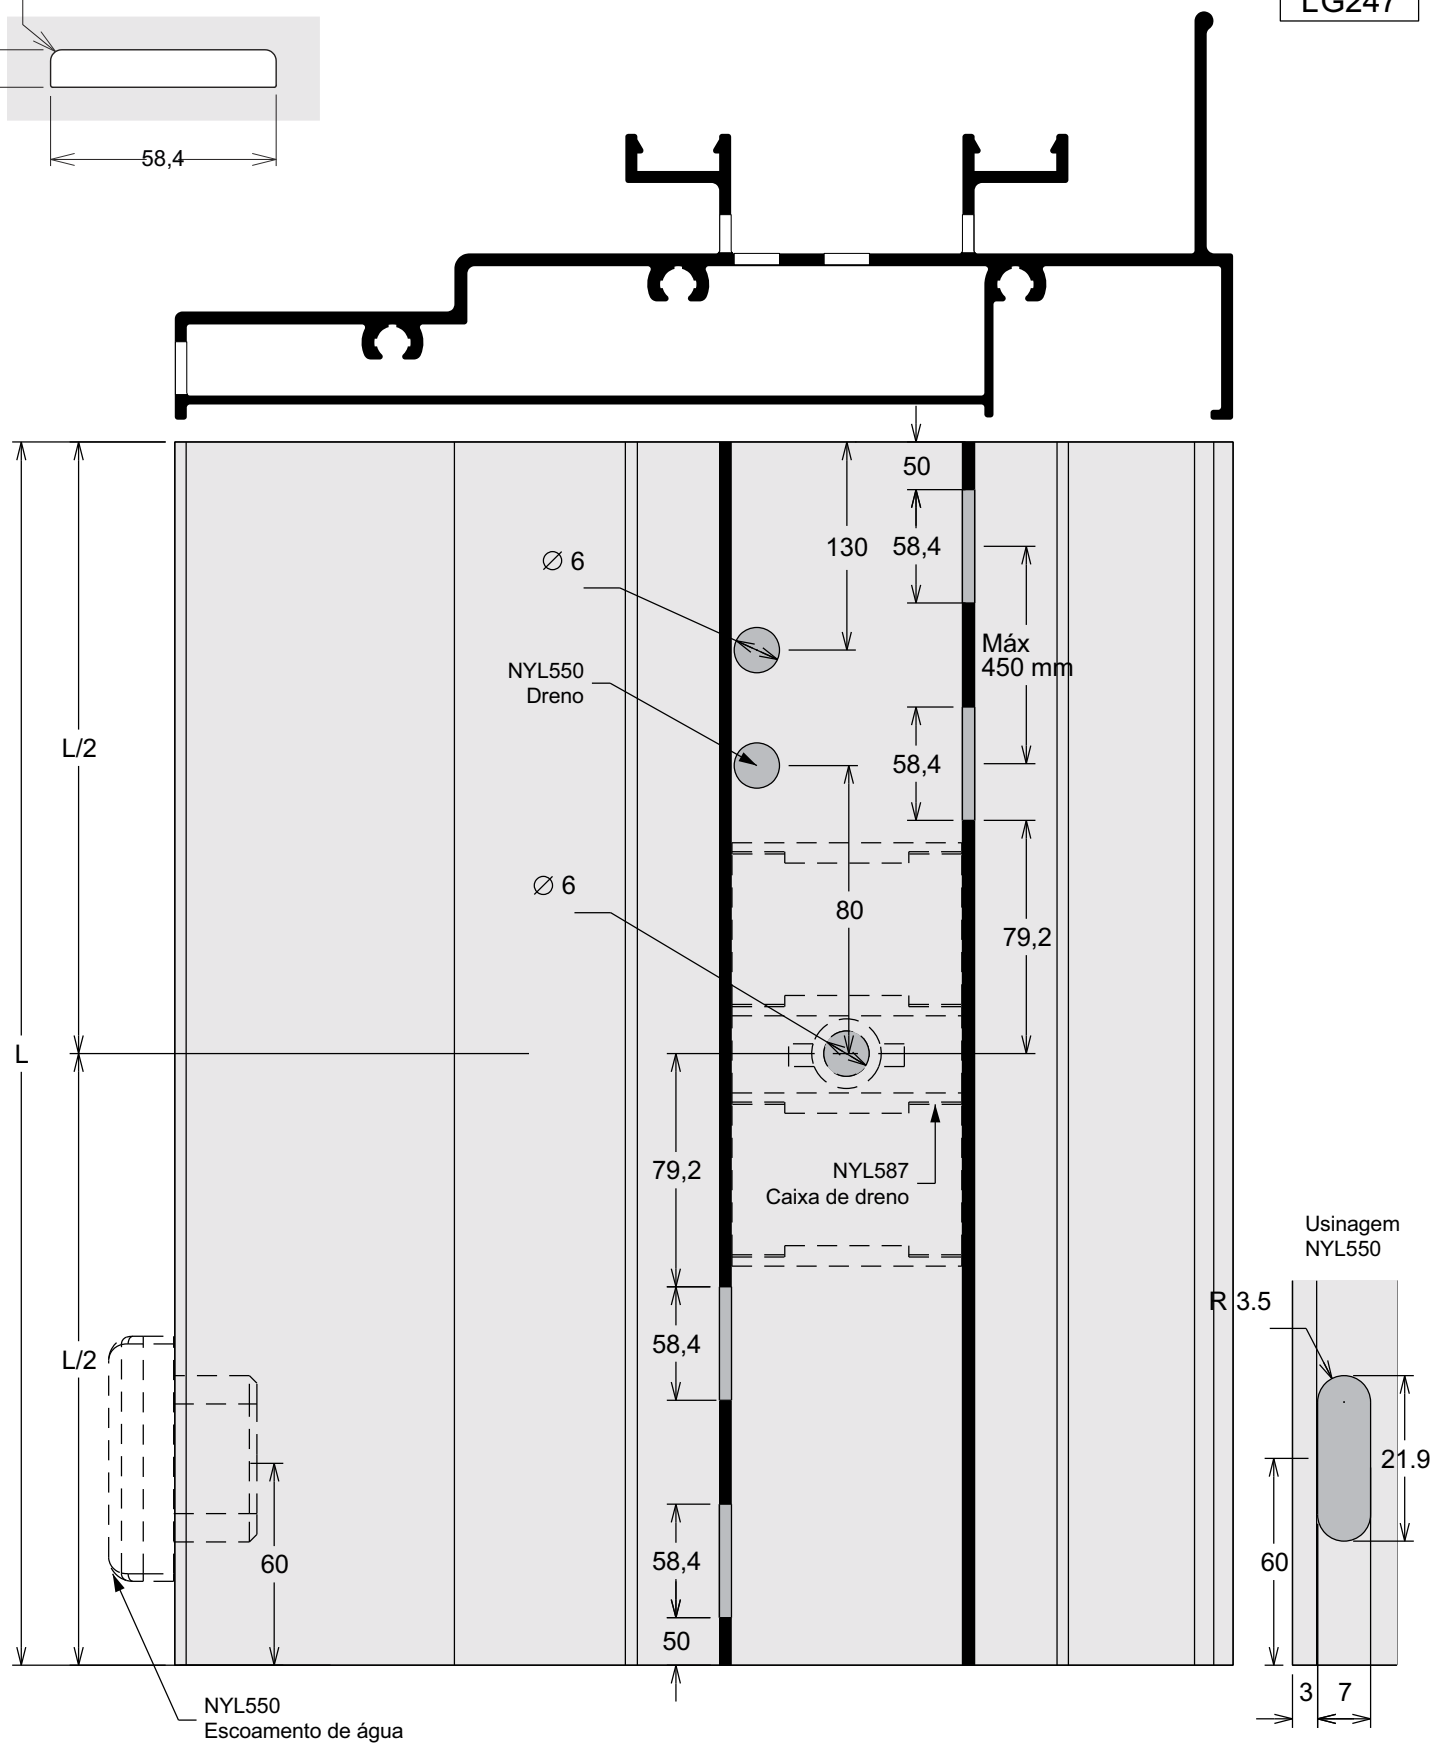 LG247
58,4
50
130
58,4
Ø 6
Máx
450 mm
NYL550
Dreno
L/2
58,4
Ø 6
80
79,2
L
79,2
NYL587
Caixa de dreno
Usinagem
NYL550
R 3.5
58,4
L/2
21.9
60
58,4
60
50
3
7
NYL550
Escoamento de água